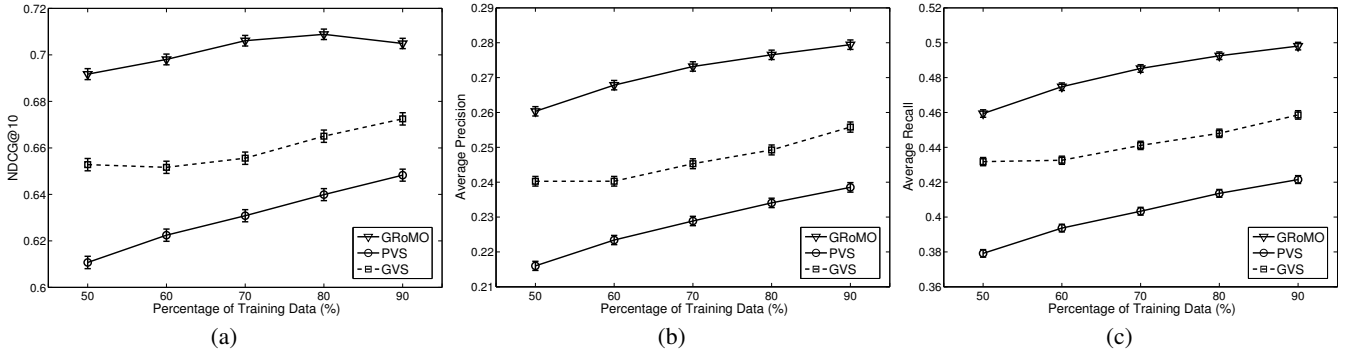 0.72
0.7
0.68
0.66
0.64
0.62
0.6
NDCG@10
50 60 70 80 90
Percentage of Training Data (%)
GRoMO
PVS
GVS
(a)
0.29
0.28
0.27
0.26
0.25
0.24
0.23
0.22
0.21
Average Precision
50 60 70 80 90
Percentage of Training Data (%)
GRoMO
PVS
GVS
(b)
0.52
0.5
0.48
0.46
0.44
0.42
0.4
0.38
0.36
Average Recall
50 60 70 80 90
Percentage of Training Data (%)
GRoMO
PVS
GVS
(c)